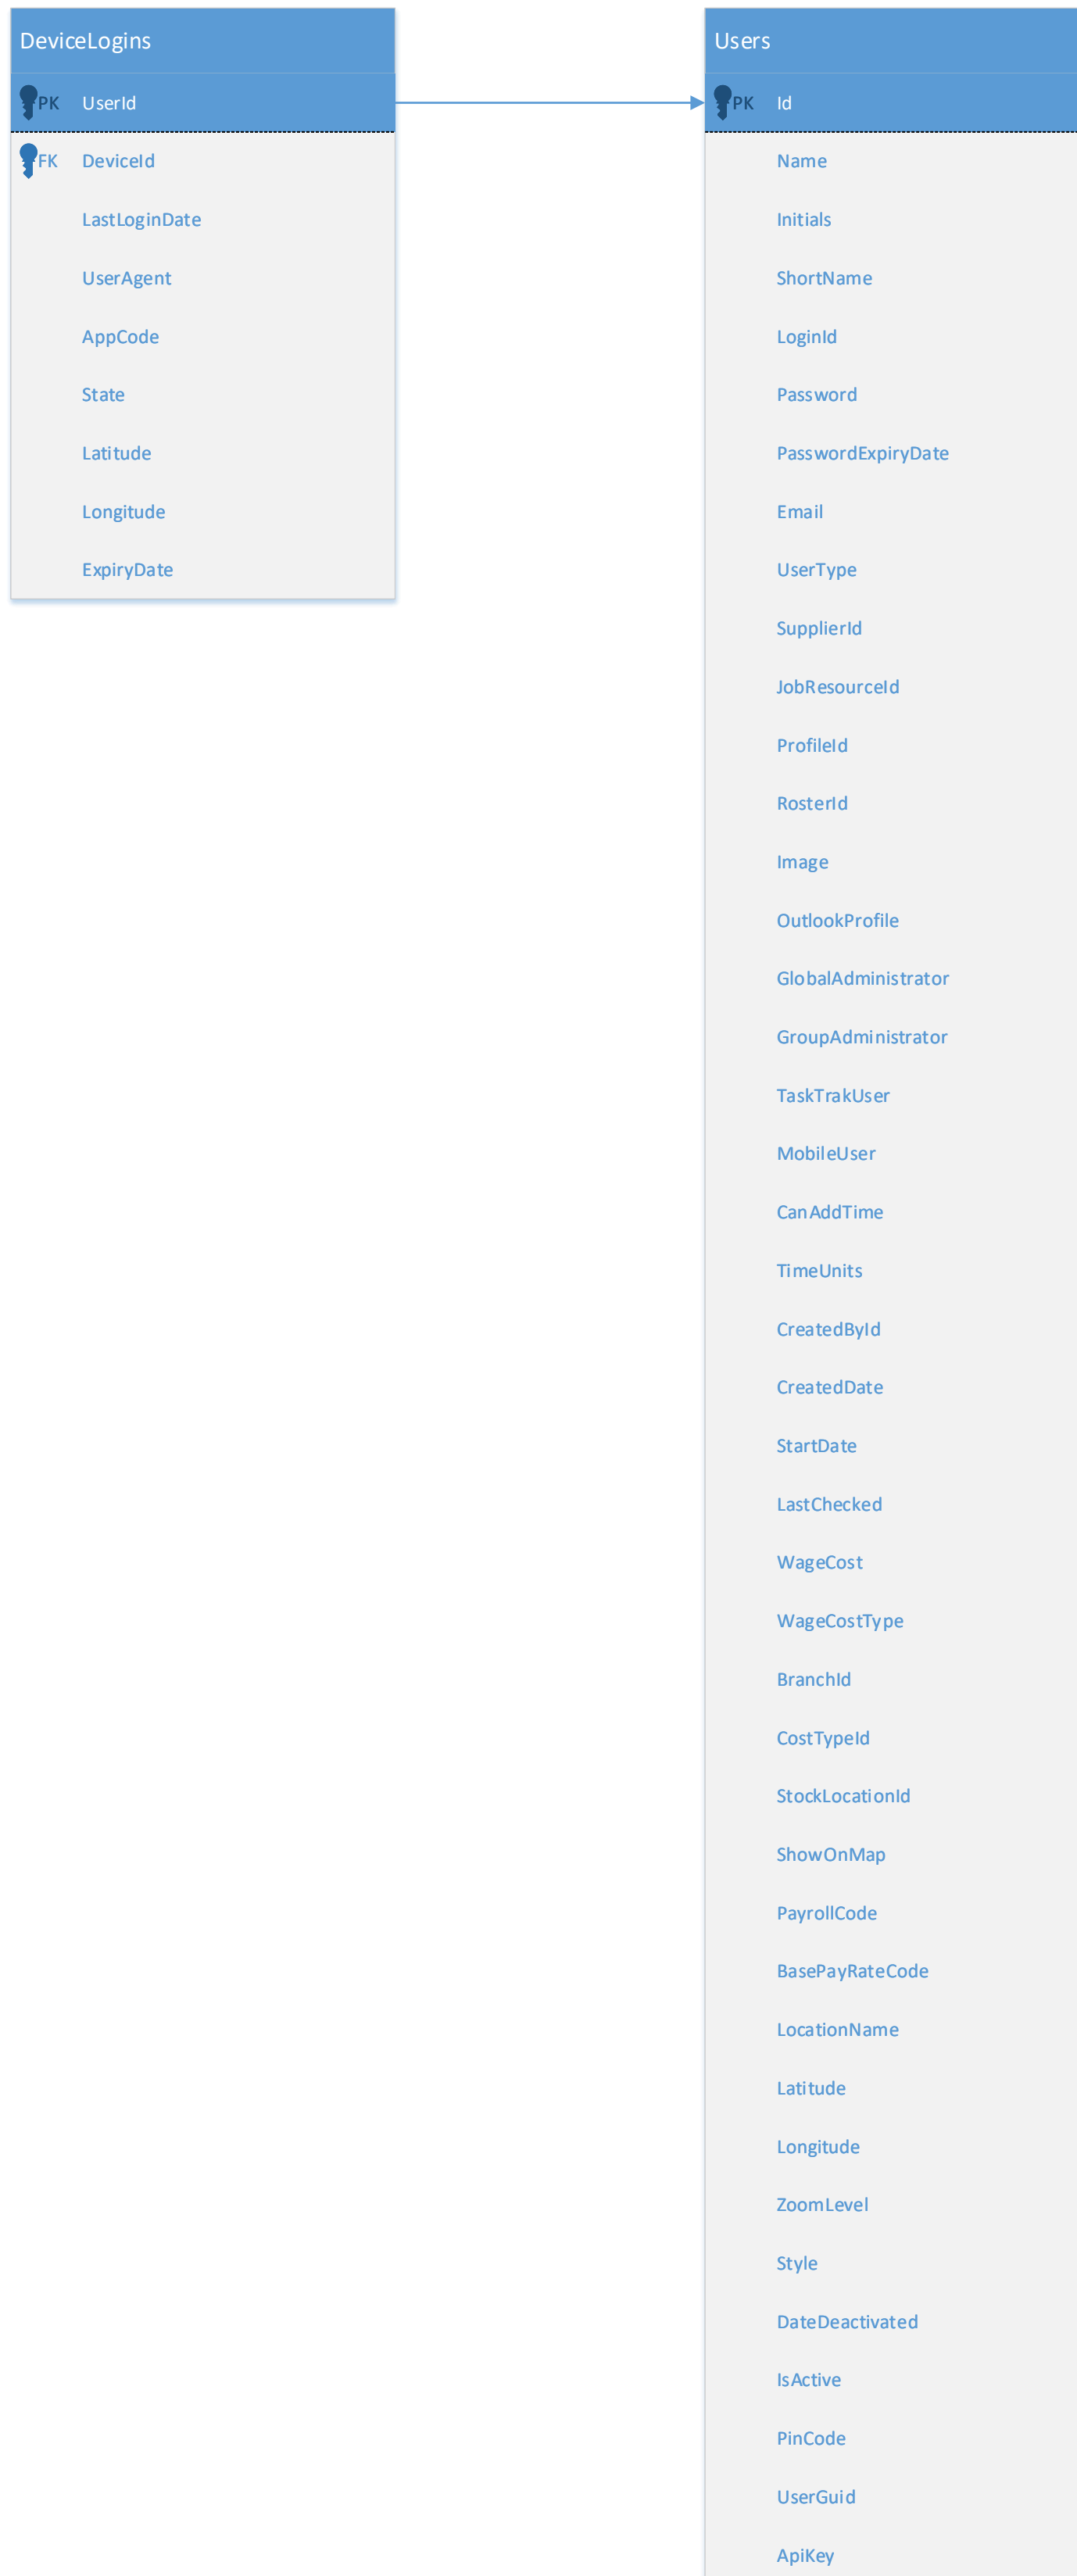 DeviceLogins
PK UserId
FK DeviceId
LastLoginDate
UserAgent
AppCode
State
Latitude
Longitude
ExpiryDate
Users
PK Id
Name
Initials
ShortName
LoginId
Password
PasswordExpiryDate
Email
UserType
SupplierId
JobResourceId
ProfileId
RosterId
Image
OutlookProfile
GlobalAdministrator
GroupAdministrator
TaskTrakUser
MobileUser
CanAddTime
TimeUnits
CreatedById
CreatedDate
StartDate
LastChecked
WageCost
WageCostType
BranchId
CostTypeId
StockLocationId
ShowOnMap
PayrollCode
BasePayRateCode
LocationName
Latitude
Longitude
ZoomLevel
Style
DateDeactivated
IsActive
PinCode
UserGuid
ApiKey